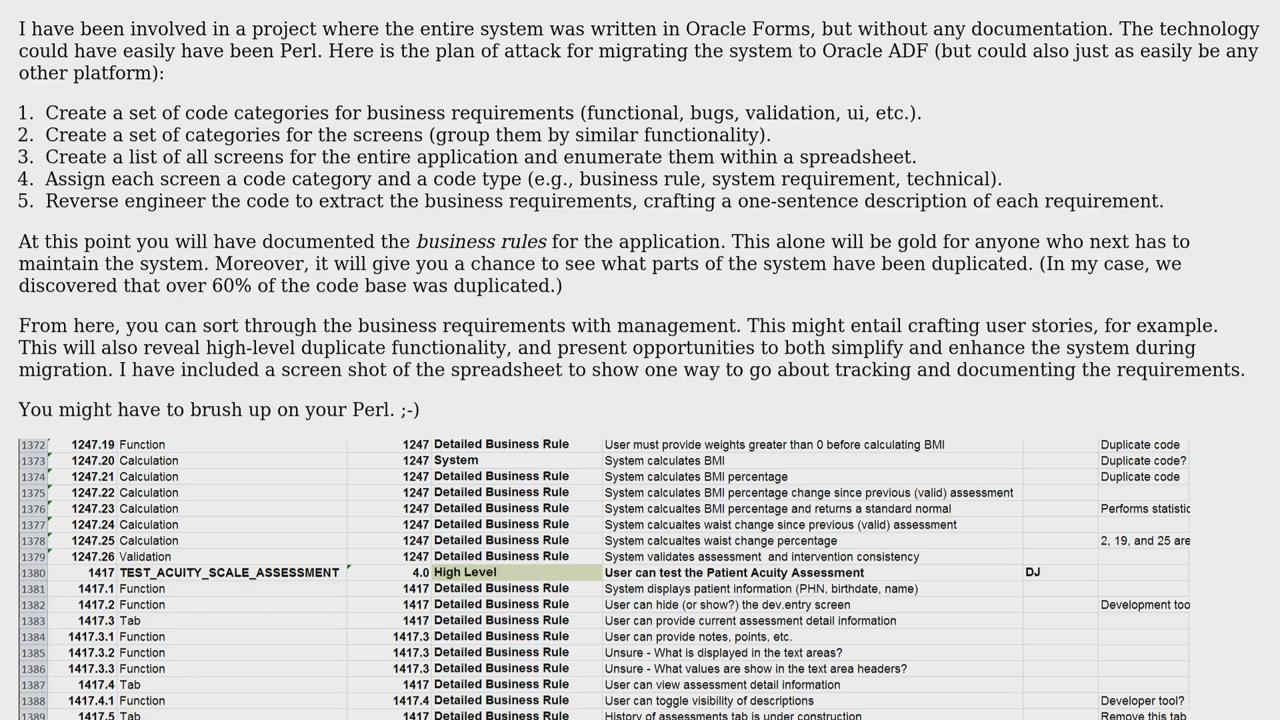 I have been involved in a project where the entire system was written in Oracle Forms, but without any documentation. The technology
could have easily have been Perl. Here is the plan of attack for migrating the system to Oracle ADF (but could also just as easily be any
other platform):
1. Create a set of code categories for business requirements (functional, bugs, validation, ui, etc.).
2. Create a set of categories for the screens (group them by similar functionality).
3. Create a list of all screens for the entire application and enumerate them within a spreadsheet.
4. Assign each screen a code category and a code type (e.g., business rule, system requirement, technical).
5. Reverse engineer the code to extract the business requirements, crafting a one-sentence description of each requirement.
At this point you will have documented the business rules for the application. This alone will be gold for anyone who next has to
maintain the system. Moreover, it will give you a chance to see what parts of the system have been duplicated. (In my case, we
discovered that over 60% of the code base was duplicated.)
From here, you can sort through the business requirements with management. This might entail crafting user stories, for example.
This will also reveal high-level duplicate functionality, and present opportunities to both simplify and enhance the system during
migration. I have included a screen shot of the spreadsheet to show one way to go about tracking and documenting the requirements.
You might have to brush up on your Perl. ;-)
1372 1247.19 Function 1247 Detailed Business Rule User must provide weights greater than 0 before calculating BMI Duplicate code
1373 1247.20 Calculation 1247 System System calculates BMI Duplicate code?
1374 1247.21 Calculation 1247 Detailed Business Rule System calculates BMI percentage Duplicate code
1375 1247.22 Calculation 1247 Detailed Business Rule System calculates BMI percentage change since previous (valid) assessment
1376 1247.23 Calculation 1247 Detailed Business Rule System calcualtes BMI percentage and returns a standard normal Performs statistic
1377 1247.24 Calculation 1247 Detailed Business Rule System calcualtes waist change since previous (valid) assessment
1378 1247.25 Calculation 1247 Detailed Business Rule System calcualtes waist change percentage 2, 19, and 25 are
1379 1247.26 Validation 1247 Detailed Business Rule System validates assessment and intervention consistency
1380 1417 TEST_ACUITY_SCALE_ASSESSMENT 4.0 High Level User can test the Patient Acuity Assessment DJ
1381 1417.1 Function 1417 Detailed Business Rule System displays patient information (PHN, birthdate, name)
1382 1417.2 Function 1417 Detailed Business Rule User can hide (or show?) the dev.entry screen Development too
1383 1417.3 Tab 1417 Detailed Business Rule User can provide current assessment detail information
1384 1417.3.1 Function 1417.3 Detailed Business Rule User can provide notes, points, etc.
1385 1417.3.2 Function 1417.3 Detailed Business Rule Unsure - What is displayed in the text areas?
1386 1417.3.3 Function 1417.3 Detailed Business Rule Unsure - What values are show in the text area headers?
1387 1417.4 Tab 1417 Detailed Business Rule User can view assessment detail information
1388 1417.4.1 Function 1417.4 Detailed Business Rule User can toggle visibility of descriptions Developer tool?
1389 1417.5 Tab 1417 Detailed Business Rule History of assessments tab is under construction Remove this tab